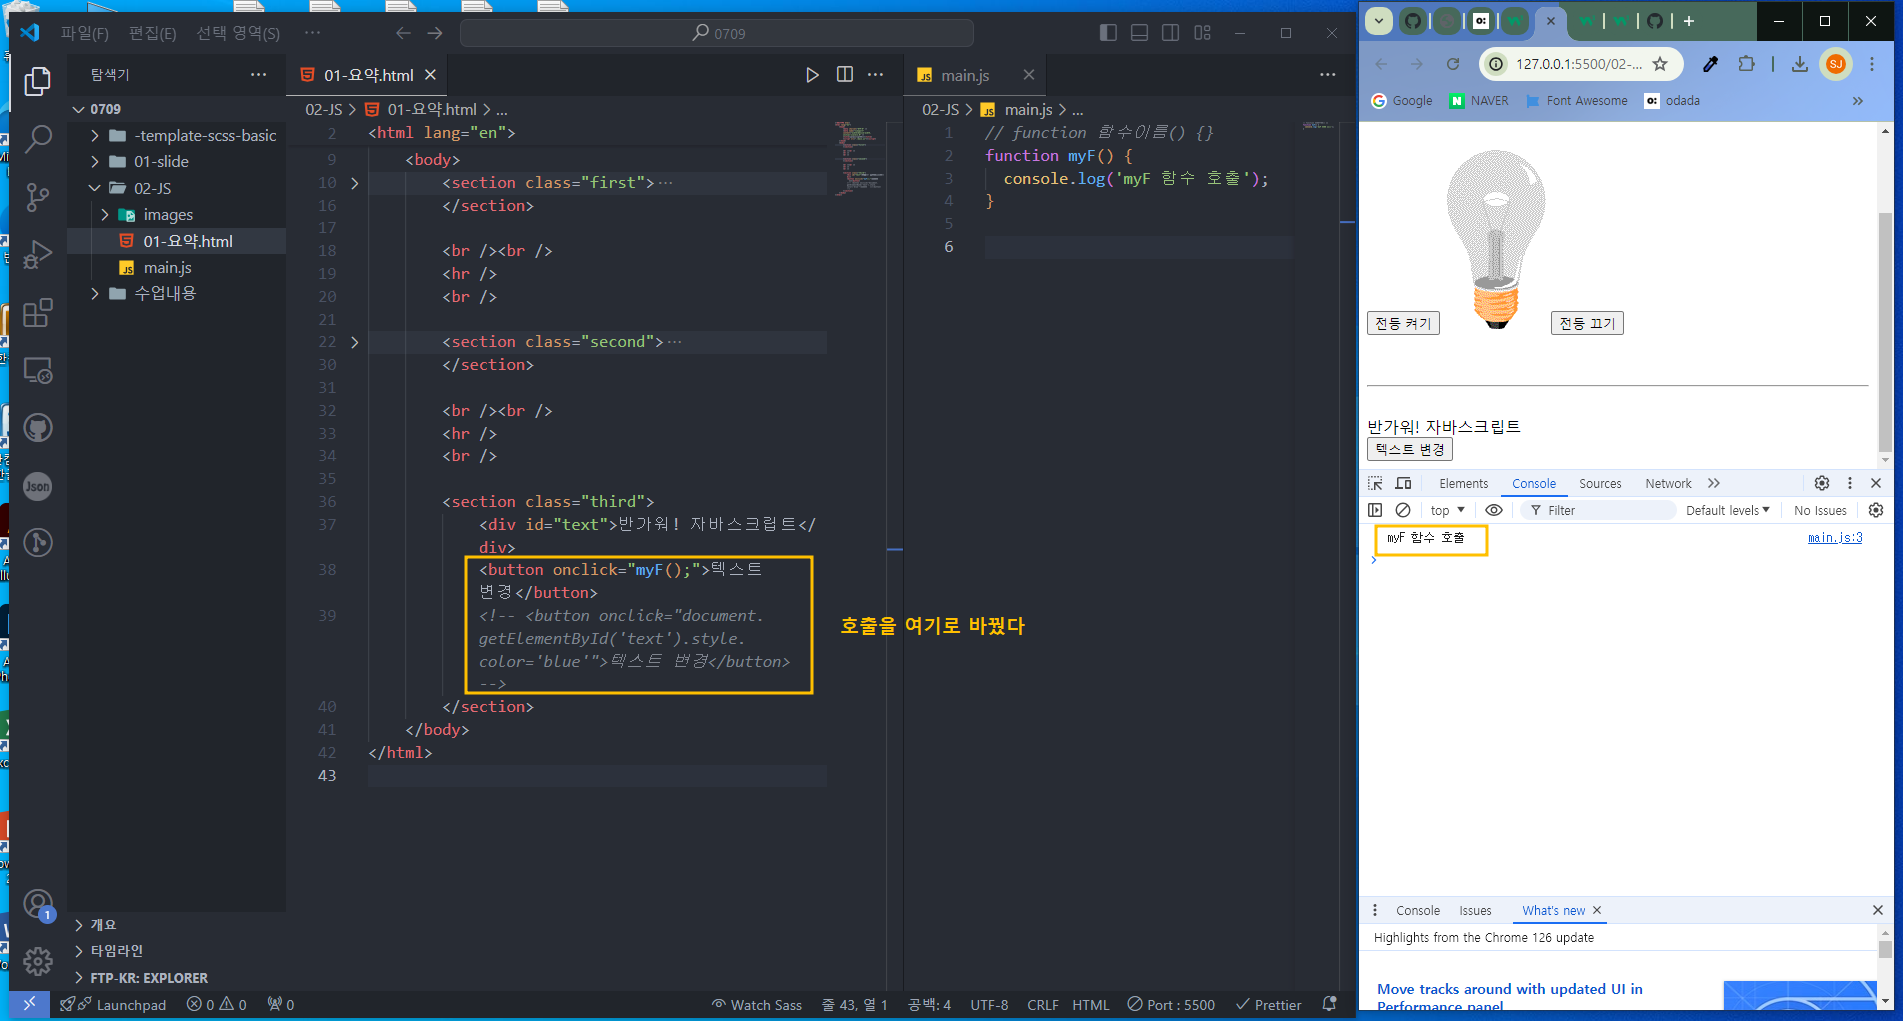 파일(F) 편집(E) 선택 영역(S) ···
0709
탐색기 ···
01-요약.html
main.js
0709
-template-scss-basic
01-slide
02-JS
images
01-요약.html
main.js
수업내용
개요
타임라인
FTP-KR: EXPLORER
02-JS > 01-요약.html > ...
2 <html lang="en">
9 <body>
10 <section class="first">···
16 </section>
17
18 <br /><br />
19 <hr />
20 <br />
21
22 <section class="second">···
30 </section>
31
32 <br /><br />
33 <hr />
34 <br />
35
36 <section class="third">
37 <div id="text">반가워! 자바스크립트</
div>
38 <button onclick="myF();">텍스트
변경</button>
39 <!-- <button onclick="document.
getElementById('text').style.
color='blue'">텍스트 변경</button>
-->
40 </section>
41 </body>
42 </html>
43
호출을 여기로 바꿨다
02-JS > main.js > ...
1 // function 함수이름() {}
2 function myF() {
3 console.log('myF 함수 호출');
4 }
5
6
Json
1
Launchpad 0 0 0
Watch Sass 줄 43, 열 1 공백: 4 UTF-8 CRLF HTML Port : 5500 Prettier
127.0.0.1:5500/02-...
SJ
Google NAVER Font Awesome odada
전등 켜기
전등 끄기
반가워! 자바스크립트
텍스트 변경
Elements Console Sources Network
top Filter Default levels No Issues
myF 함수 호출 main.js:3
Console Issues What's new
Highlights from the Chrome 126 update
Move tracks around with updated UI in
Performance panel